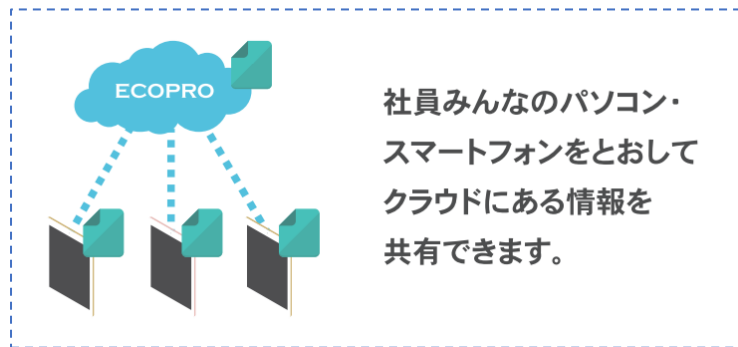 ECOPRO
社員みんなのパソコン・
スマートフォンをとおして
クラウドにある情報を
共有できます。